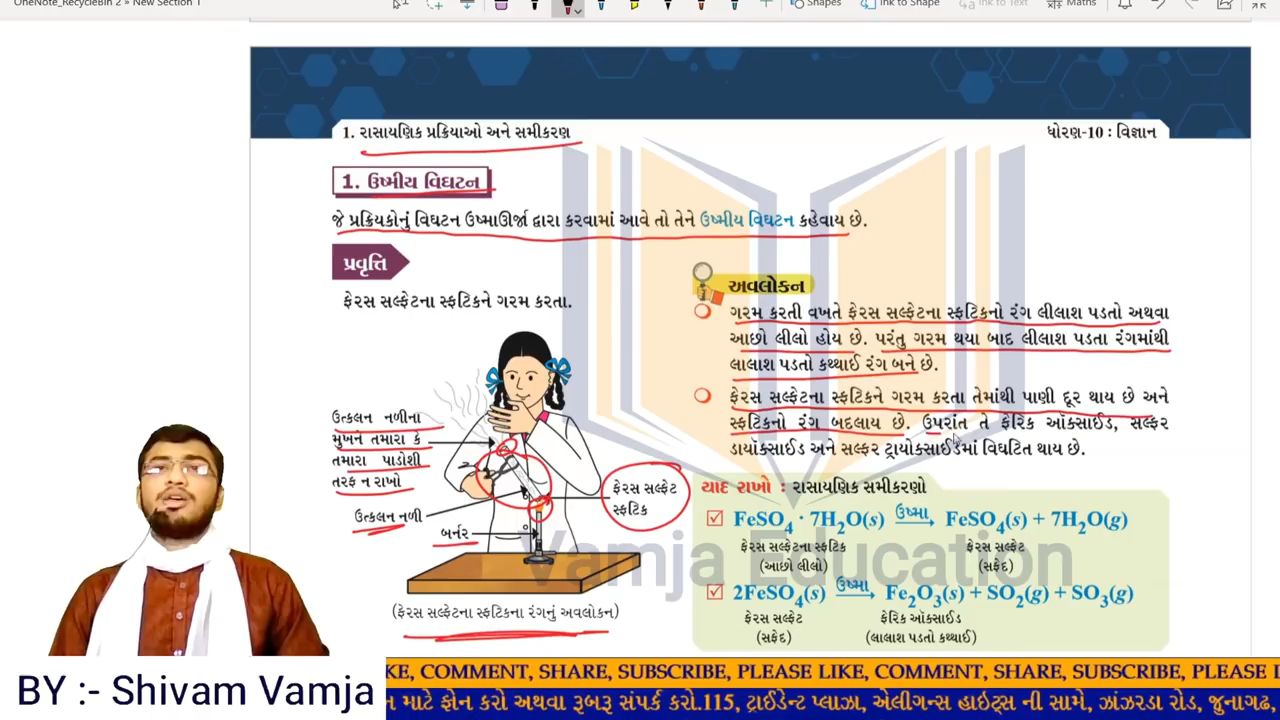 OneNote_RecycleBin 2 » New Section 1
Shapes
Ink to Shape
Ink to Text
Maths
1. રાસાયણિક પ્રક્રિયાઓ અને સમીકરણ
ધોરણ-10 : વિજ્ઞાન
1. ઉષ્મીય વિઘટન
જે પ્રક્રિયકોનું વિઘટન ઉષ્માઊર્જા દ્વારા કરવામાં આવે તો તેને ઉષ્મીય વિઘટન કહેવાય છે.
પ્રવૃત્તિ
ફેરસ સલ્ફેટના સ્ફટિકને ગરમ કરતા.
ઉત્કલન નળીના
મુખને તમારા કે
તમારા પાડોશી
તરફ ન રાખો
ઉત્કલન નળી
બર્નર
ફેરસ સલ્ફેટ
સ્ફટિક
(ફેરસ સલ્ફેટના સ્ફટિકના રંગનું અવલોકન)
અવલોકન
ગરમ કરતી વખતે ફેરસ સલ્ફેટના સ્ફટિકનો રંગ લીલાશ પડતો અથવા
આછો લીલો હોય છે. પરંતુ ગરમ થયા બાદ લીલાશ પડતા રંગમાંથી
લાલાશ પડતો કથ્થાઈ રંગ બને છે.
ફેરસ સલ્ફેટના સ્ફટિકને ગરમ કરતા તેમાંથી પાણી દૂર થાય છે અને
સ્ફટિકનો રંગ બદલાય છે. ઉપરાંત તે ફેરિક ઑક્સાઈડ, સલ્ફર
ડાયૉક્સાઈડ અને સલ્ફર ટ્રાયોક્સાઈડમાં વિઘટિત થાય છે.
યાદ રાખો : રાસાયણિક સમીકરણો
FeSO₄ · 7H₂O(s) ઉષ્મા→ FeSO₄(s) + 7H₂O(g)
ફેરસ સલ્ફેટના સ્ફટિક ફેરસ સલ્ફેટ
(આછો લીલો) (સફેદ)
2FeSO₄(s) ઉષ્મા→ Fe₂O₃(s) + SO₂(g) + SO₃(g)
ફેરસ સલ્ફેટ ફેરિક ઑક્સાઈડ
(સફેદ) (લાલાશ પડતો કથ્થાઈ)
Vamja Education
BY :- Shivam Vamja
KE, COMMENT, SHARE, SUBSCRIBE, PLEASE LIKE, COMMENT, SHARE, SUBSCRIBE, PLEASE LIKE
ન માટે ફોન કરો અથવા રૂબરૂ સંપર્ક કરો.115, ટ્રાઈડેન્ટ પ્લાઝા, એલીગન્સ હાઇટ્સ ની સામે, ઝાંઝરડા રોડ, જુનાગઢ,